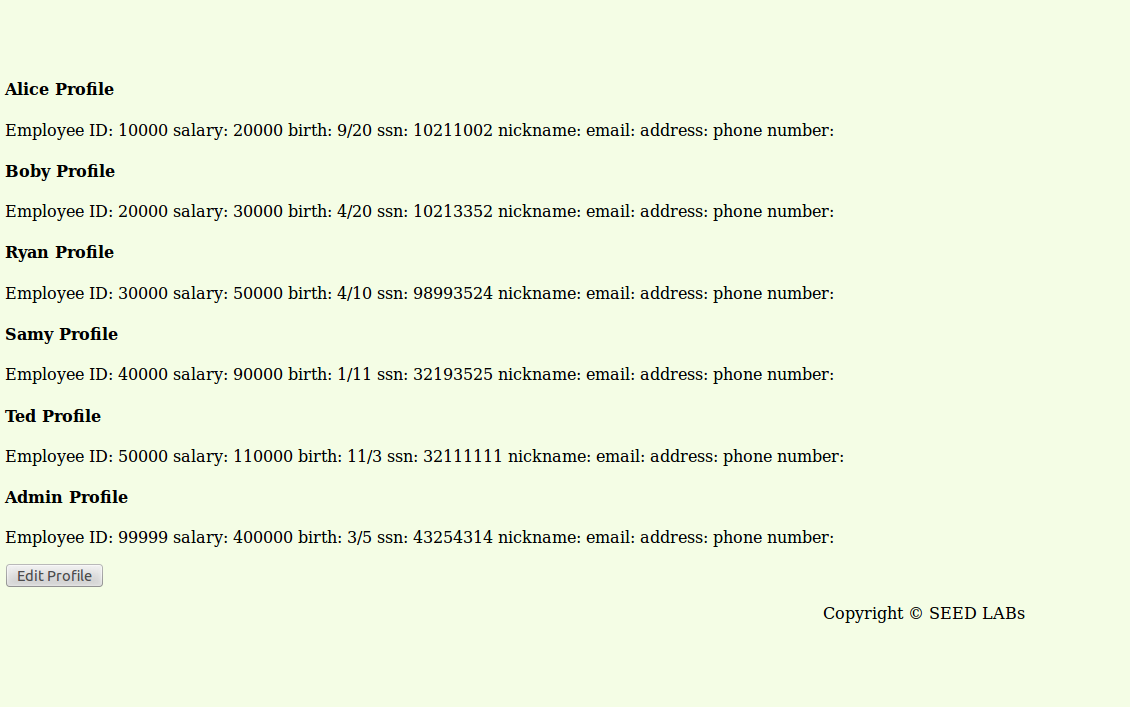 Alice Profile
Employee ID: 10000 salary: 20000 birth: 9/20 ssn: 10211002 nickname: email: address: phone number:
Boby Profile
Employee ID: 20000 salary: 30000 birth: 4/20 ssn: 10213352 nickname: email: address: phone number:
Ryan Profile
Employee ID: 30000 salary: 50000 birth: 4/10 ssn: 98993524 nickname: email: address: phone number:
Samy Profile
Employee ID: 40000 salary: 90000 birth: 1/11 ssn: 32193525 nickname: email: address: phone number:
Ted Profile
Employee ID: 50000 salary: 110000 birth: 11/3 ssn: 32111111 nickname: email: address: phone number:
Admin Profile
Employee ID: 99999 salary: 400000 birth: 3/5 ssn: 43254314 nickname: email: address: phone number:
Edit Profile
Copyright © SEED LABs